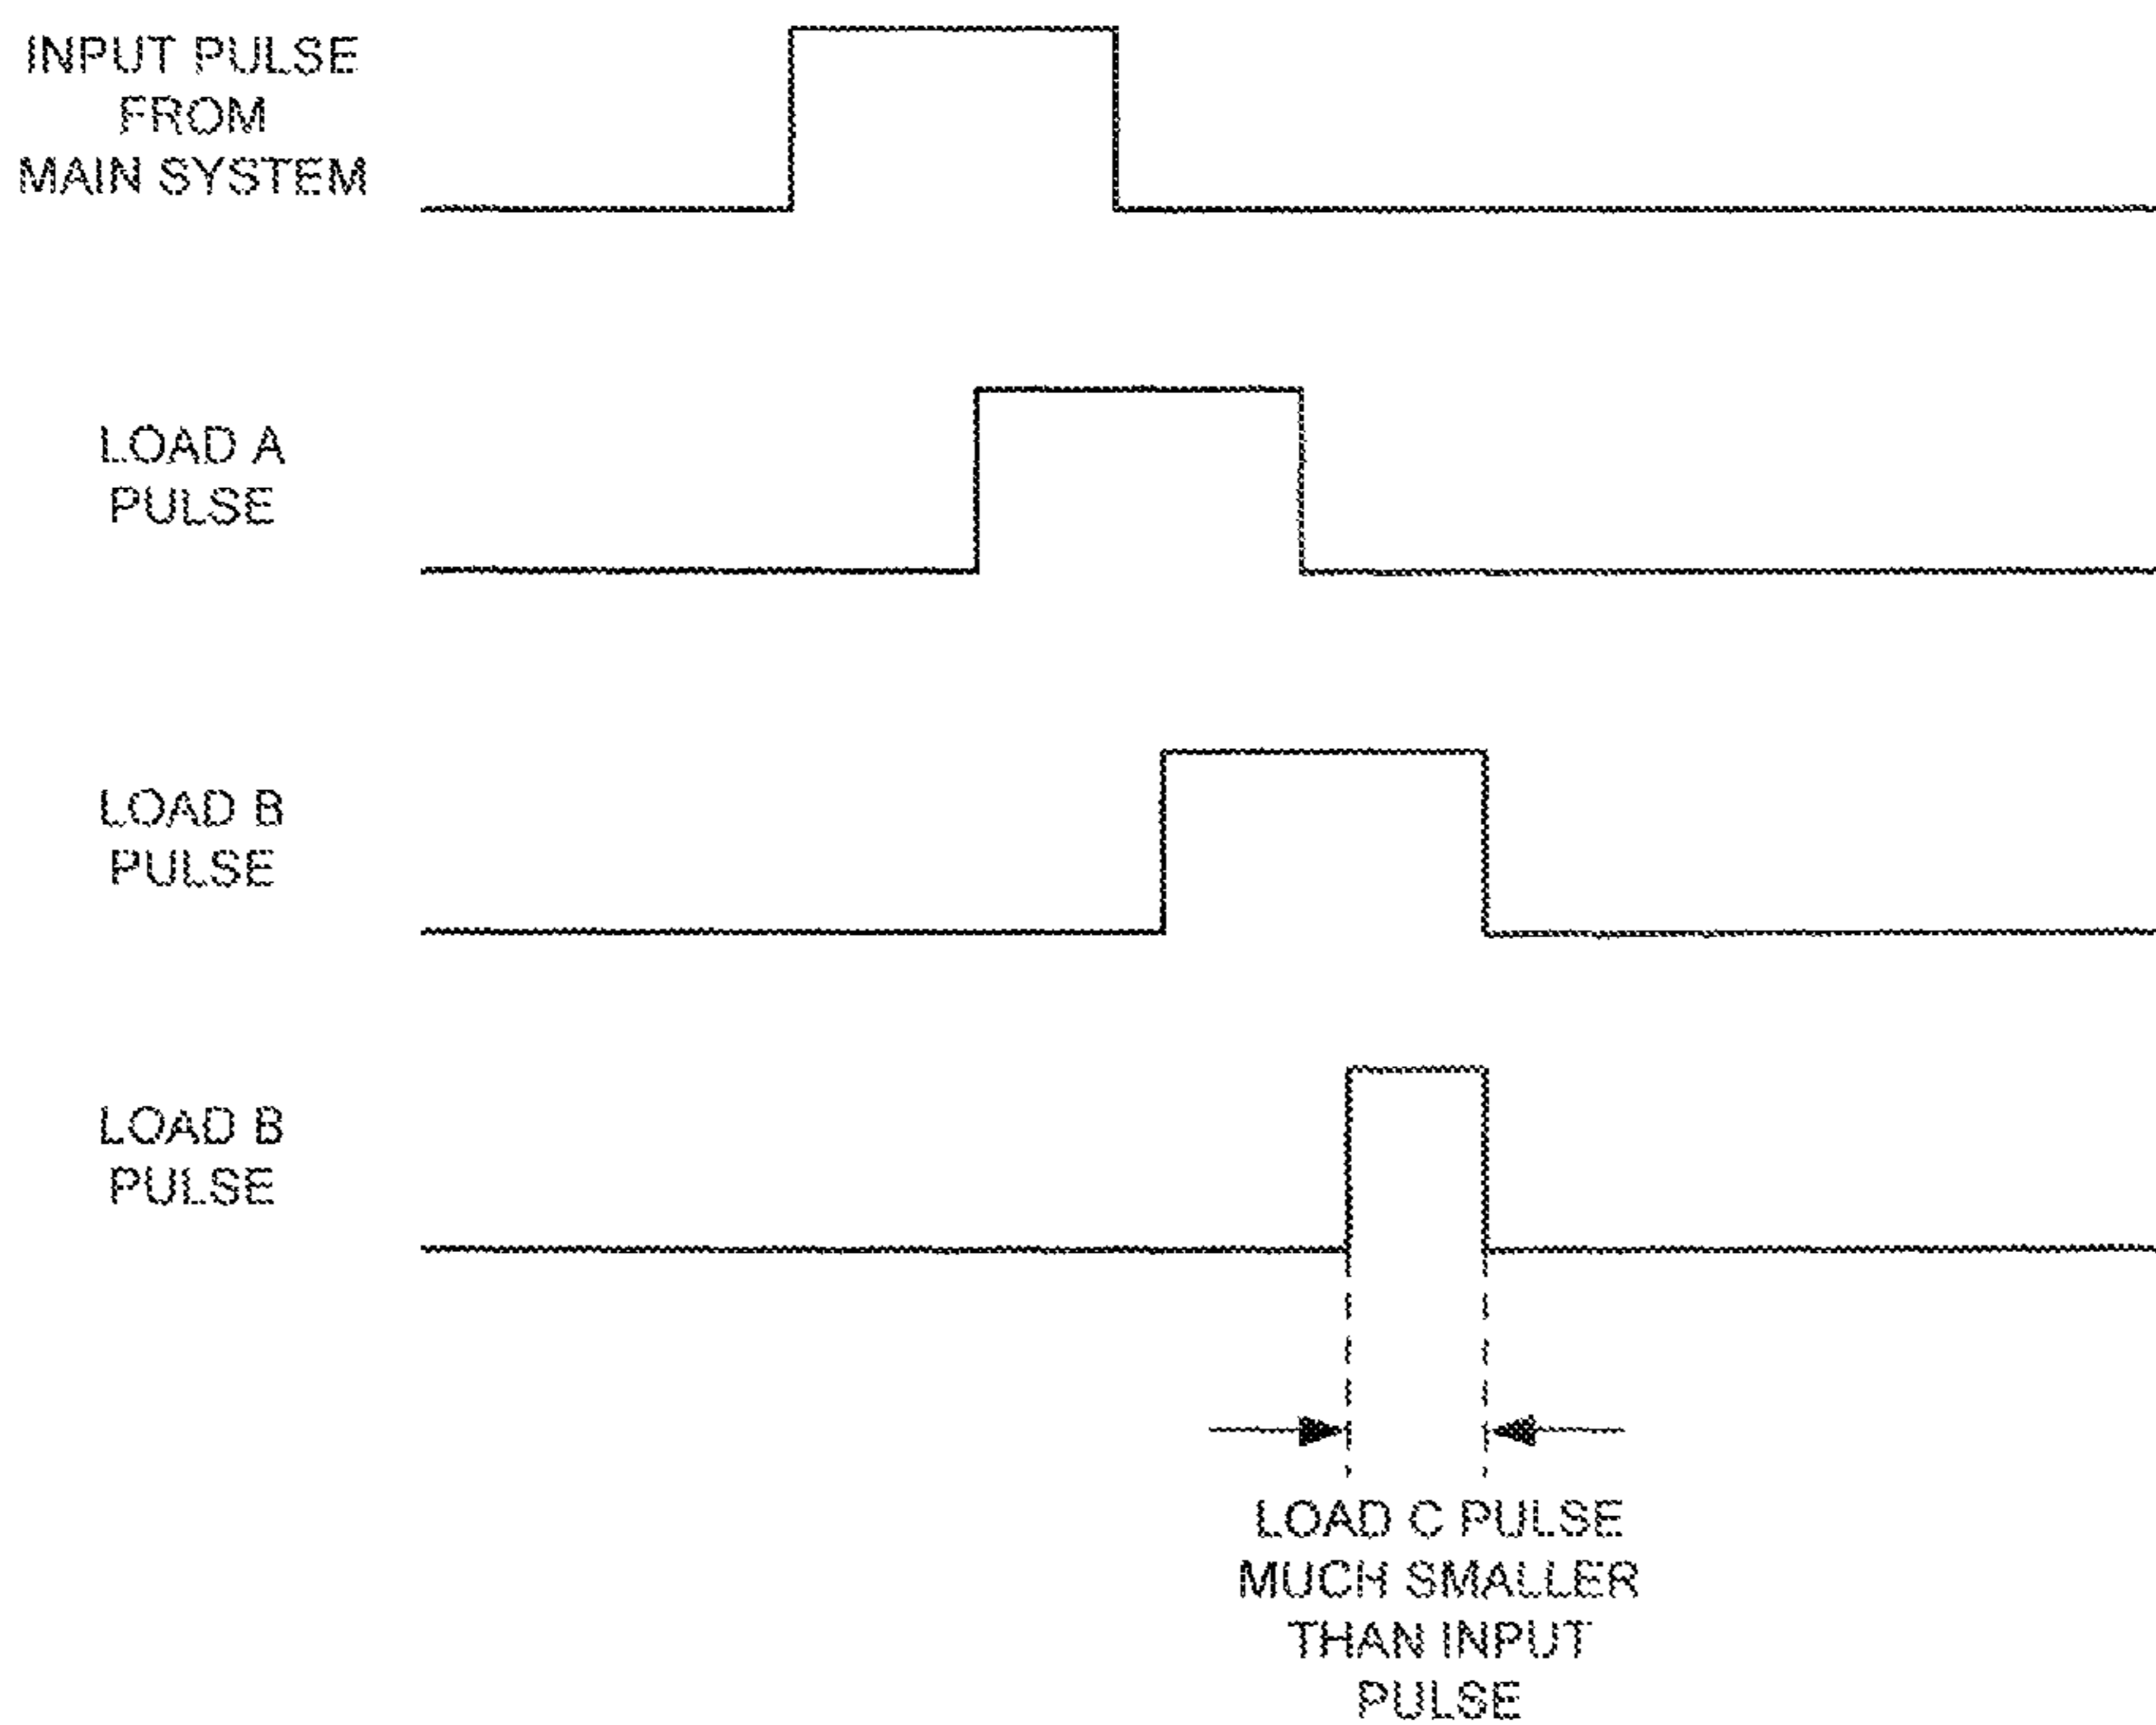 INPUT PULSE
FROM
MAIN SYSTEM
LOAD A
PULSE
LOAD B
PULSE
LOAD B
PULSE
LOAD C PULSE
MUCH SMALLER
THAN INPUT
PULSE